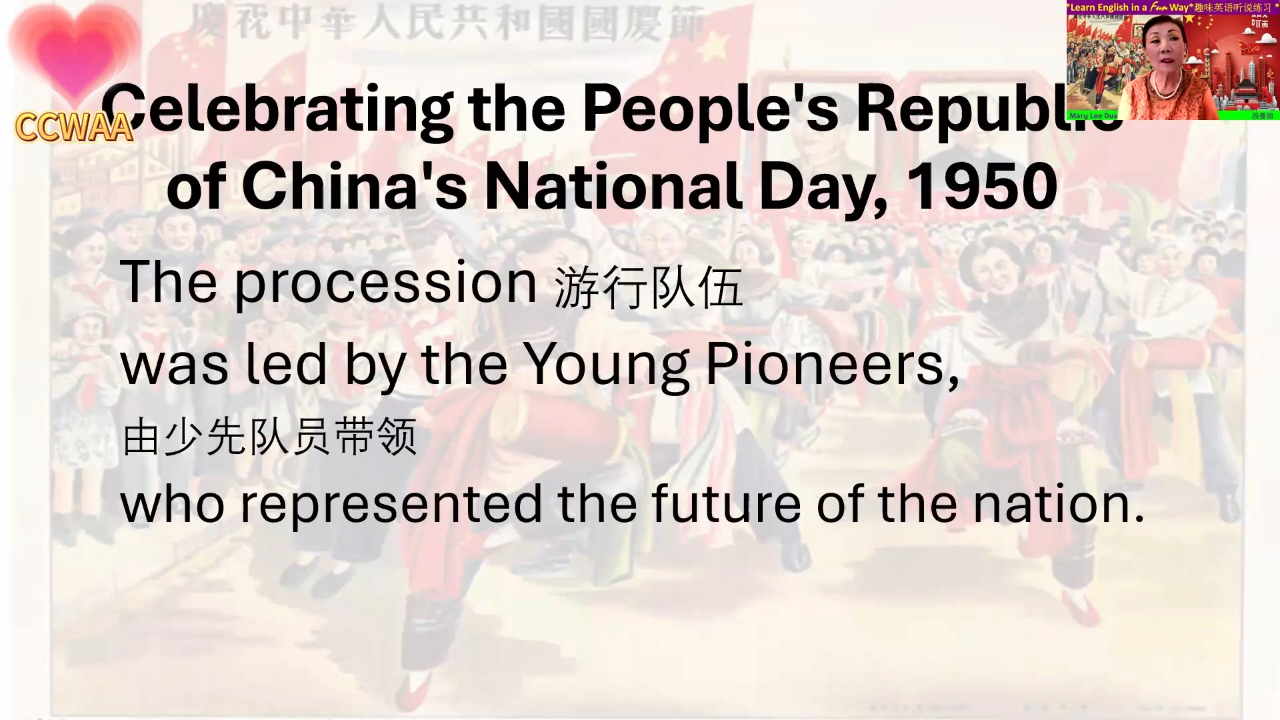 慶祝中華人民共和國國慶節
*Learn English in a Fun Way*趣味英语听说练习 *
CCWAA
Celebrating the People's Republic
of China's National Day, 1950
The procession 游行队伍
was led by the Young Pioneers,
由少先队员带领
who represented the future of the nation.
Mary Lee Dua